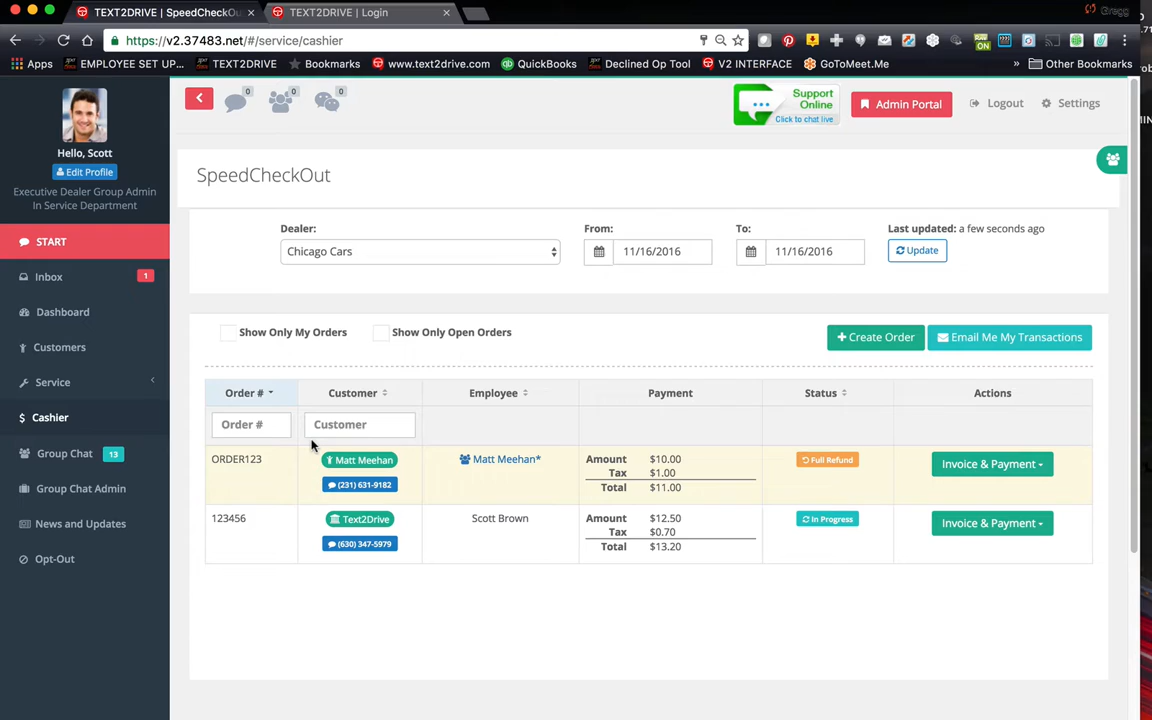 TEXT2DRIVE | SpeedCheckOu × TEXT2DRIVE | Login × Gregg
https://v2.37483.net/#/service/cashier
Apps EMPLOYEE SET UP... TEXT2DRIVE Bookmarks www.text2drive.com QuickBooks Declined Op Tool V2 INTERFACE GoToMeet.Me » Other Bookmarks
Hello, Scott
Edit Profile
Executive Dealer Group Admin
In Service Department
START
Inbox 1
Dashboard
Customers
Service
Cashier
Group Chat 13
Group Chat Admin
News and Updates
Opt-Out
0 0 0
Support
Online
Click to chat live
Admin Portal
Logout
Settings
SpeedCheckOut
Dealer: From: To: Last updated: a few seconds ago
Chicago Cars 11/16/2016 11/16/2016 Update
Show Only My Orders Show Only Open Orders + Create Order Email Me My Transactions
Order # Customer Employee Payment Status Actions
Order # Customer
ORDER123 Matt Meehan Matt Meehan* Amount $10.00 Full Refund Invoice & Payment
Tax $1.00
(231) 631-9182 Total $11.00
123456 Text2Drive Scott Brown Amount $12.50 In Progress Invoice & Payment
Tax $0.70
(630) 347-5979 Total $13.20